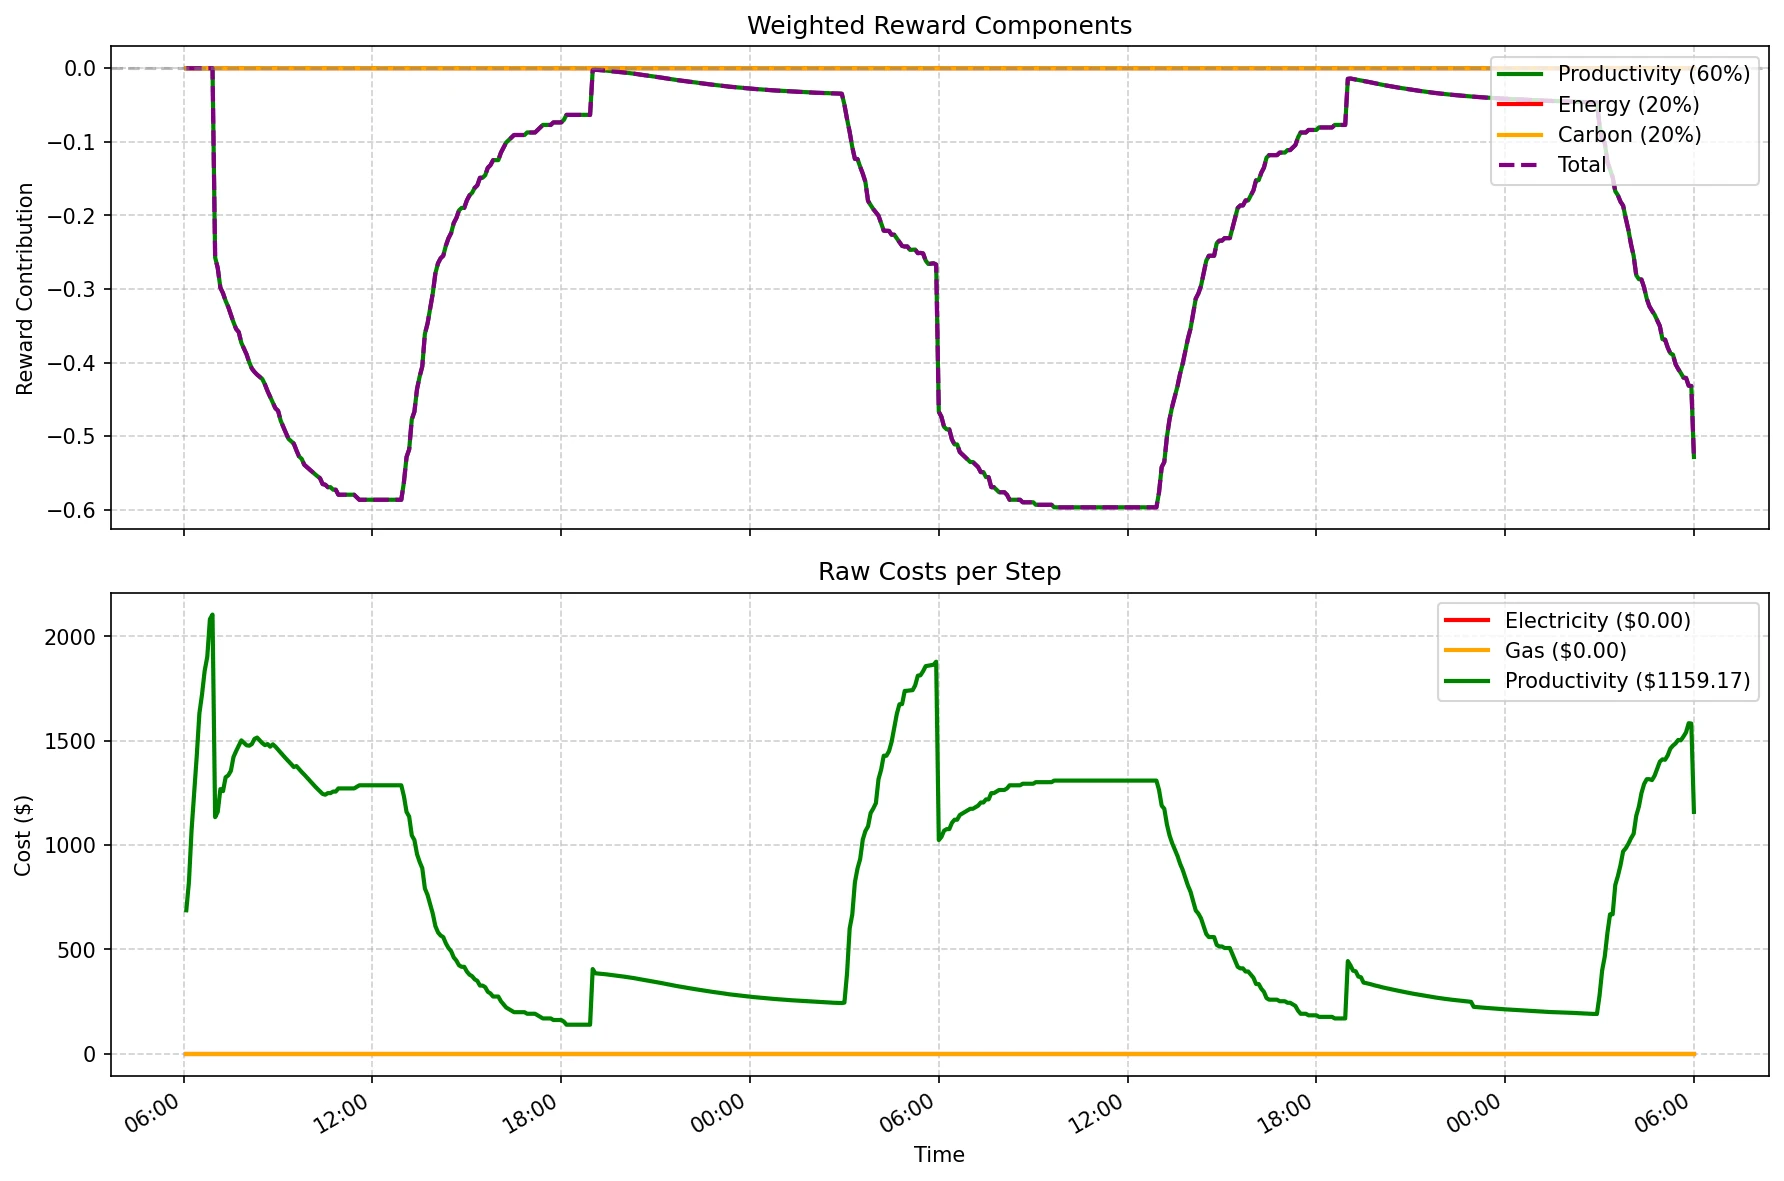 Weighted Reward Components
Reward Contribution
0.0
−0.1
−0.2
−0.3
−0.4
−0.5
−0.6
Productivity (60%)
Energy (20%)
Carbon (20%)
Total
Raw Costs per Step
Cost ($)
2000
1500
1000
500
0
Electricity ($0.00)
Gas ($0.00)
Productivity ($1159.17)
06:00
12:00
18:00
00:00
06:00
12:00
18:00
00:00
06:00
Time